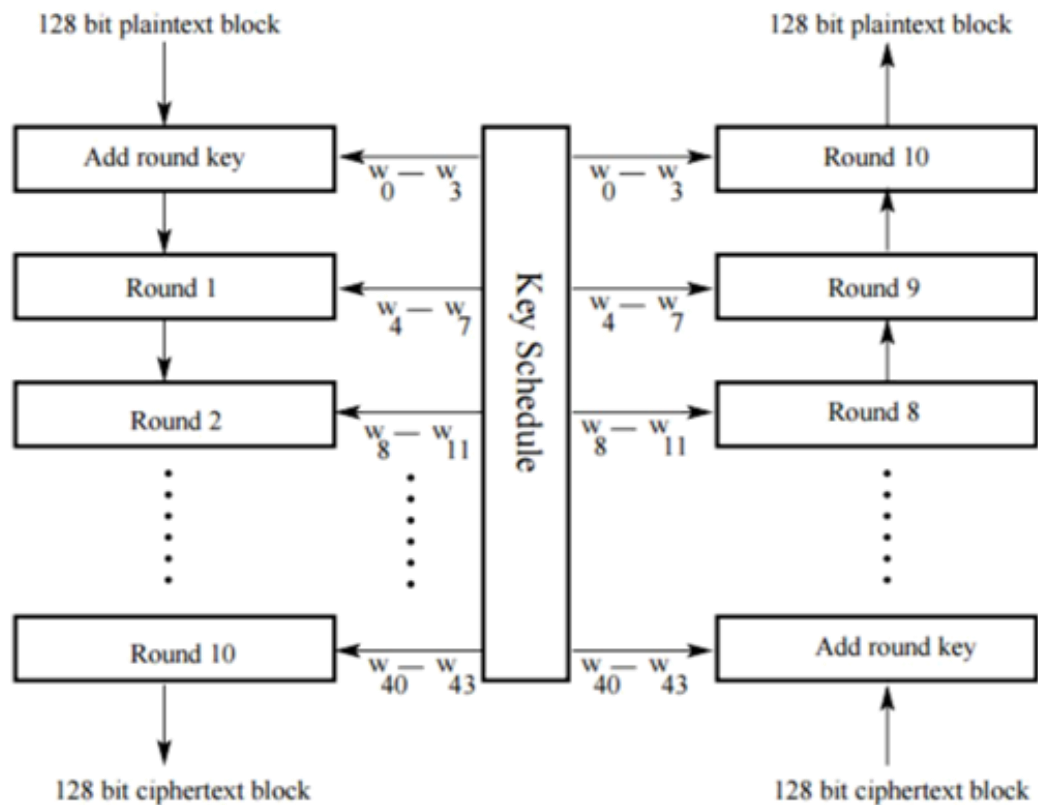 128 bit plaintext block
128 bit plaintext block
Add round key
w0 — w3
w0 — w3
Round 10
Round 1
w4 — w7
Key Schedule
w4 — w7
Round 9
Round 2
w8 — w11
w8 — w11
Round 8
Round 10
w40 — w43
w40 — w43
Add round key
128 bit ciphertext block
128 bit ciphertext block